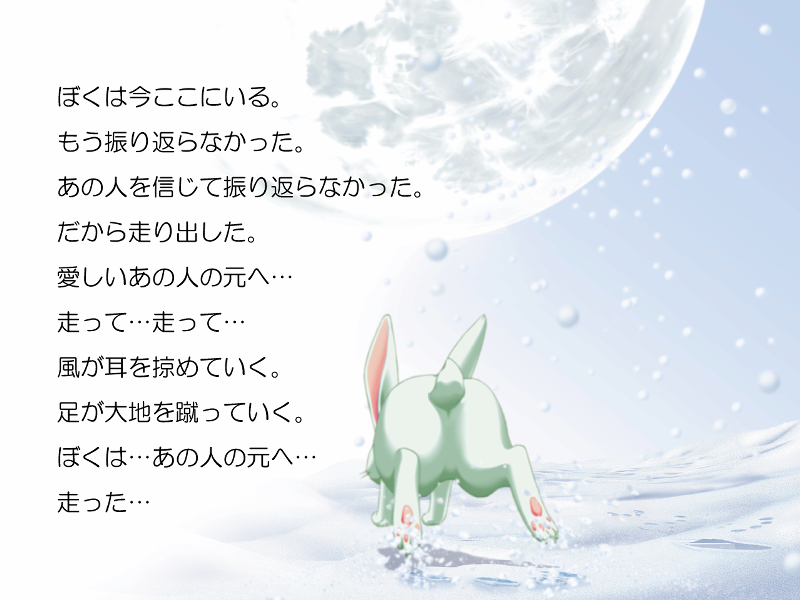 ぼくは今ここにいる。
もう振り返らなかった。
あの人を信じて振り返らなかった。
だから走り出した。
愛しいあの人の元へ…
走って…走って…
風が耳を掠めていく。
足が大地を蹴っていく。
ぼくは…あの人の元へ…
走った…